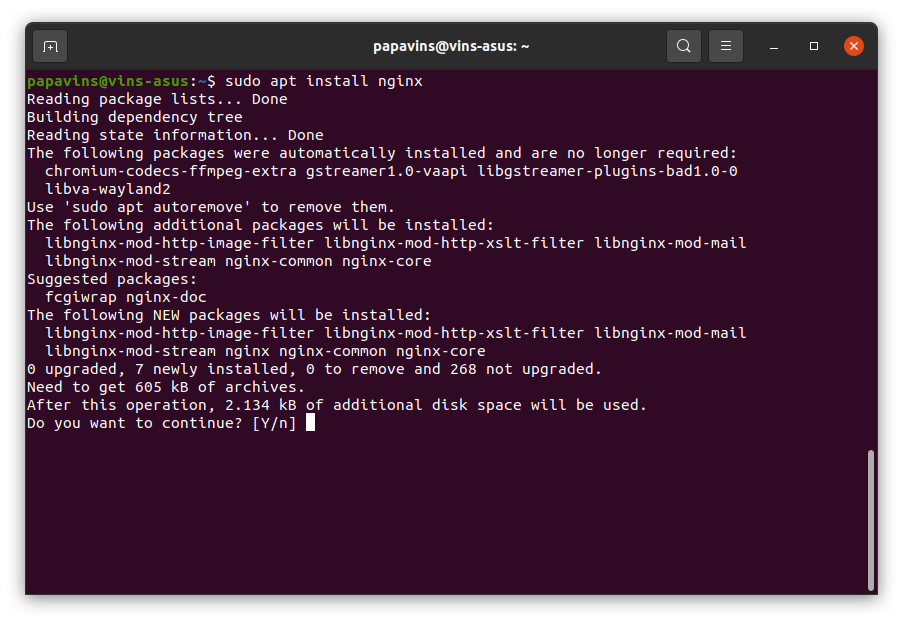 papavins@vins-asus: ~
papavins@vins-asus:~$ sudo apt install nginx
Reading package lists... Done
Building dependency tree
Reading state information... Done
The following packages were automatically installed and are no longer required:
  chromium-codecs-ffmpeg-extra gstreamer1.0-vaapi libgstreamer-plugins-bad1.0-0
  libva-wayland2
Use 'sudo apt autoremove' to remove them.
The following additional packages will be installed:
  libnginx-mod-http-image-filter libnginx-mod-http-xslt-filter libnginx-mod-mail
  libnginx-mod-stream nginx-common nginx-core
Suggested packages:
  fcgiwrap nginx-doc
The following NEW packages will be installed:
  libnginx-mod-http-image-filter libnginx-mod-http-xslt-filter libnginx-mod-mail
  libnginx-mod-stream nginx nginx-common nginx-core
0 upgraded, 7 newly installed, 0 to remove and 268 not upgraded.
Need to get 605 kB of archives.
After this operation, 2.134 kB of additional disk space will be used.
Do you want to continue? [Y/n]